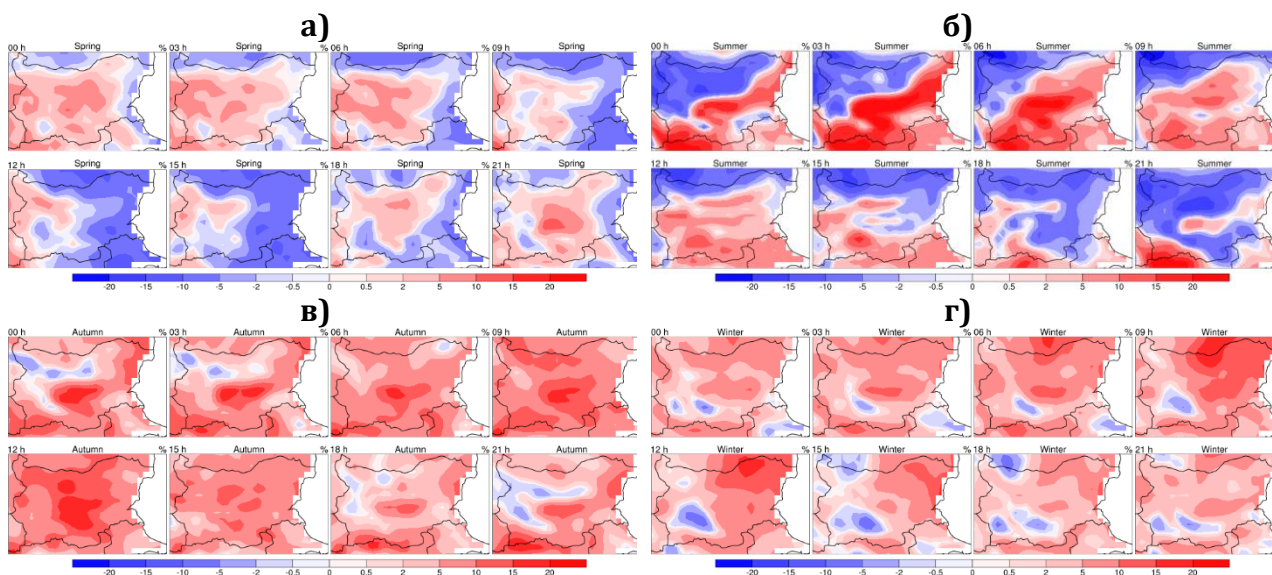 а)
00 h Spring % 03 h Spring % 06 h Spring % 09 h Spring %
12 h Spring % 15 h Spring % 18 h Spring % 21 h Spring %
-20 -15 -10 -5 -2 -0.5 0 0.5 2 5 10 15 20
б)
00 h Summer % 03 h Summer % 06 h Summer % 09 h Summer %
12 h Summer % 15 h Summer % 18 h Summer % 21 h Summer %
-20 -15 -10 -5 -2 -0.5 0 0.5 2 5 10 15 20
в)
00 h Autumn % 03 h Autumn % 06 h Autumn % 09 h Autumn %
12 h Autumn % 15 h Autumn % 18 h Autumn % 21 h Autumn %
-20 -15 -10 -5 -2 -0.5 0 0.5 2 5 10 15 20
г)
00 h Winter % 03 h Winter % 06 h Winter % 09 h Winter %
12 h Winter % 15 h Winter % 18 h Winter % 21 h Winter %
-20 -15 -10 -5 -2 -0.5 0 0.5 2 5 10 15 20